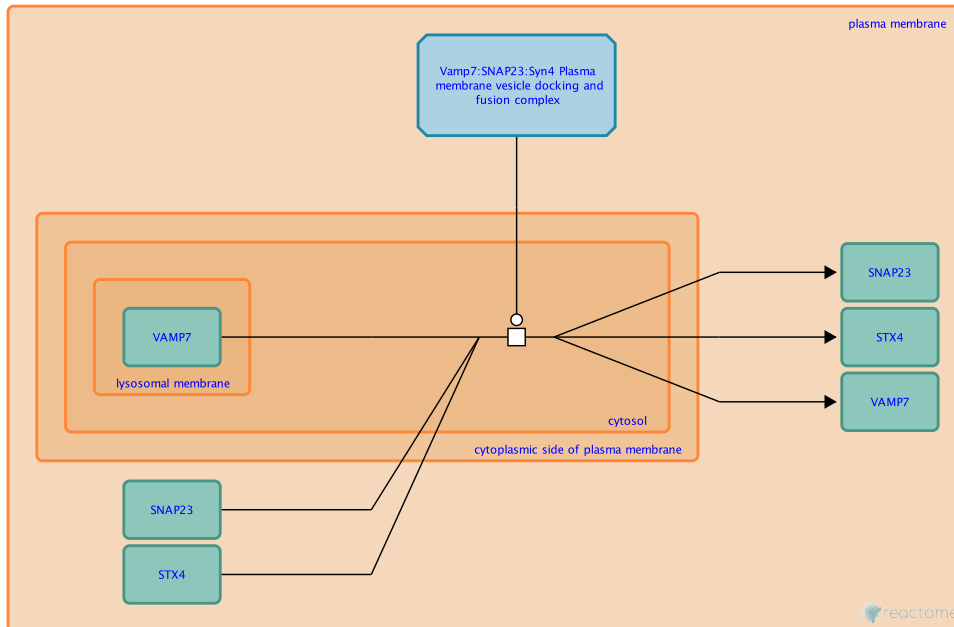 plasma membrane
Vamp7:SNAP23:Syn4 Plasma
membrane vesicle docking and
fusion complex
SNAP23
VAMP7
STX4
lysosomal membrane
VAMP7
cytosol
cytoplasmic side of plasma membrane
SNAP23
STX4
reactome